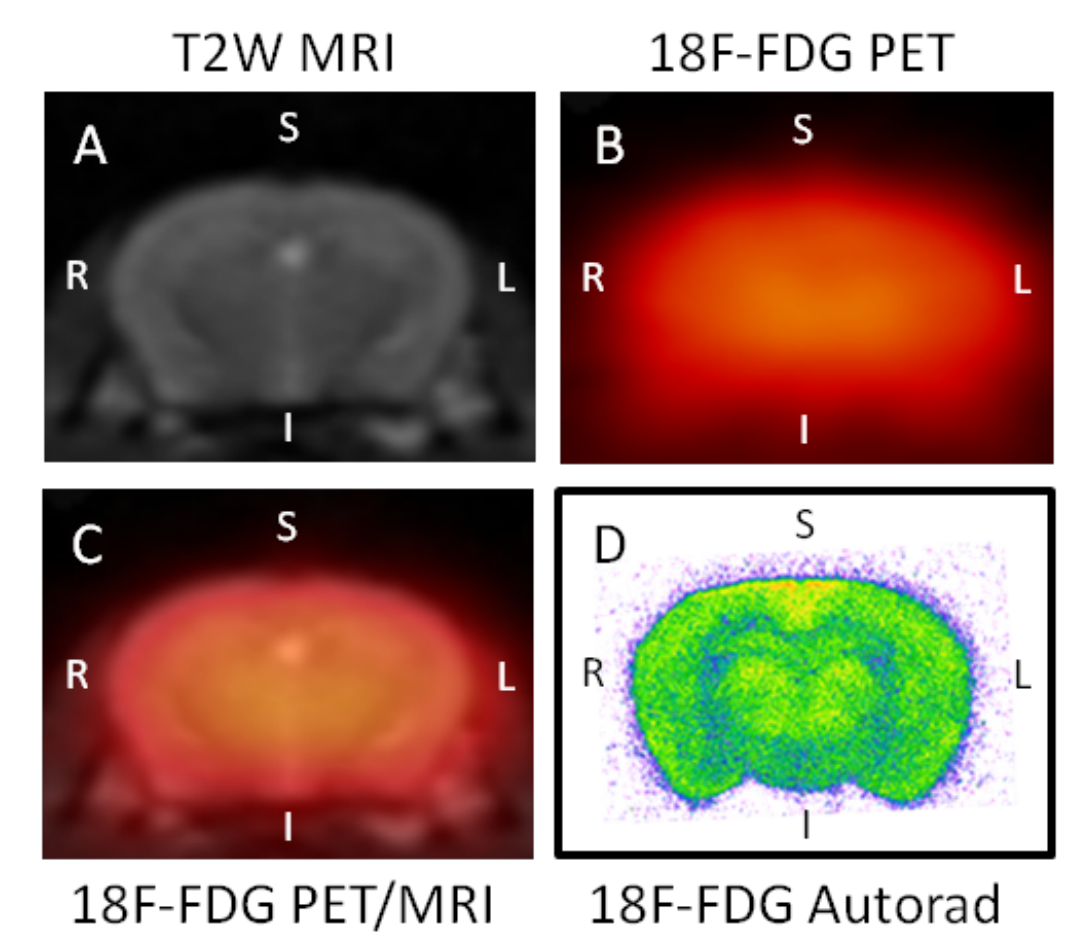 T2W MRI
18F-FDG PET
A
S
R
L
I
B
S
R
L
I
C
S
R
L
I
D
S
R
L
I
18F-FDG PET/MRI
18F-FDG Autorad